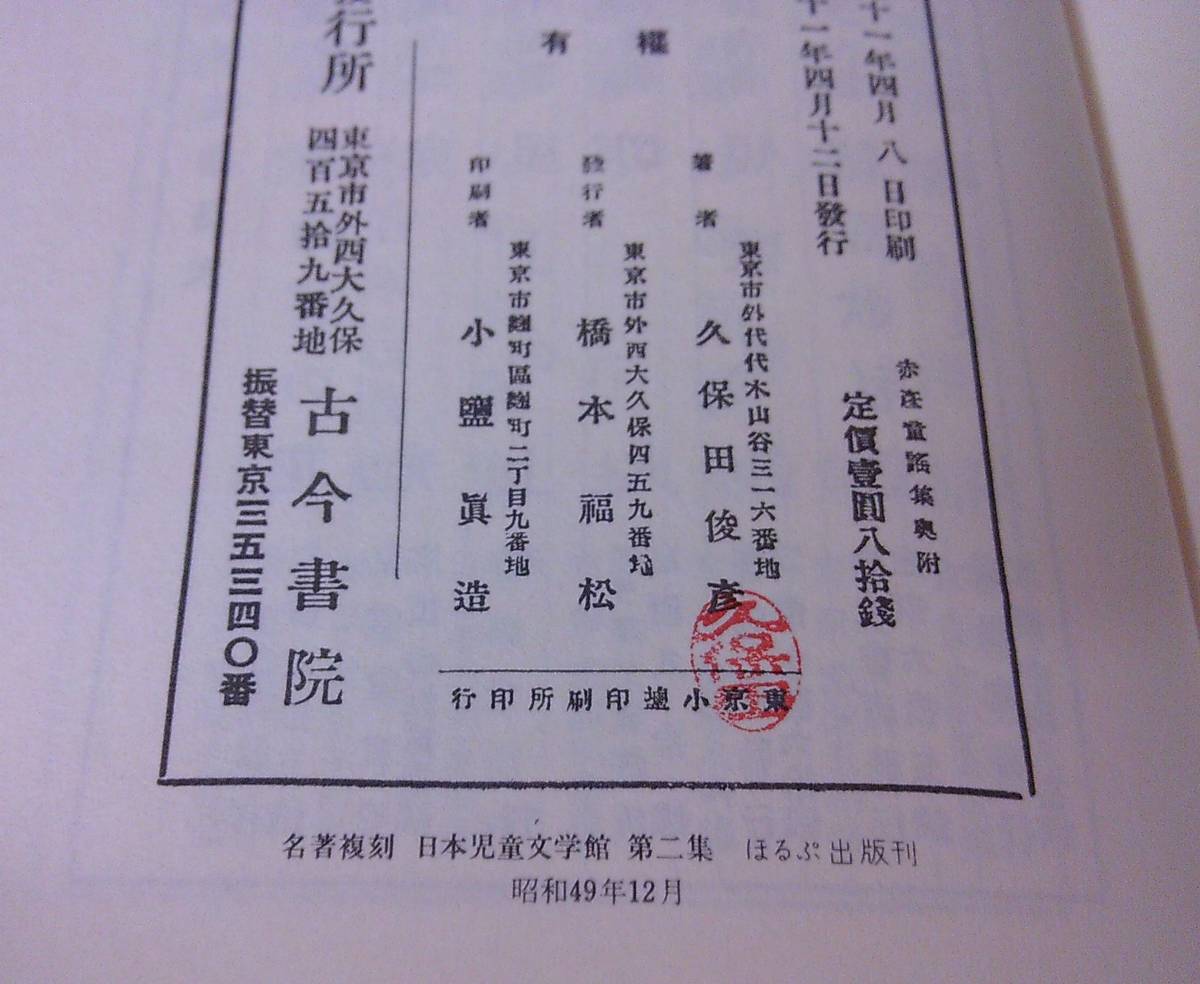 十一年四月八日印刷
十一年四月十二日發行
赤彦童謠集奧附
定價壹圓八拾錢
權有
著者
東京市外代代木山谷三一六番地
久保田俊彦
發行者
東京市外西大久保四五九番地
橋本福松
印刷者
東京市麴町區麴町二丁目九番地
小鹽眞造
久保田
東京小鹽印刷所印行
行所
東京市外西大久保
四百五拾九番地
古今書院
振替東京三五三四〇番
名著複刻 日本児童文学館 第二集 ほるぷ出版刊
昭和49年12月